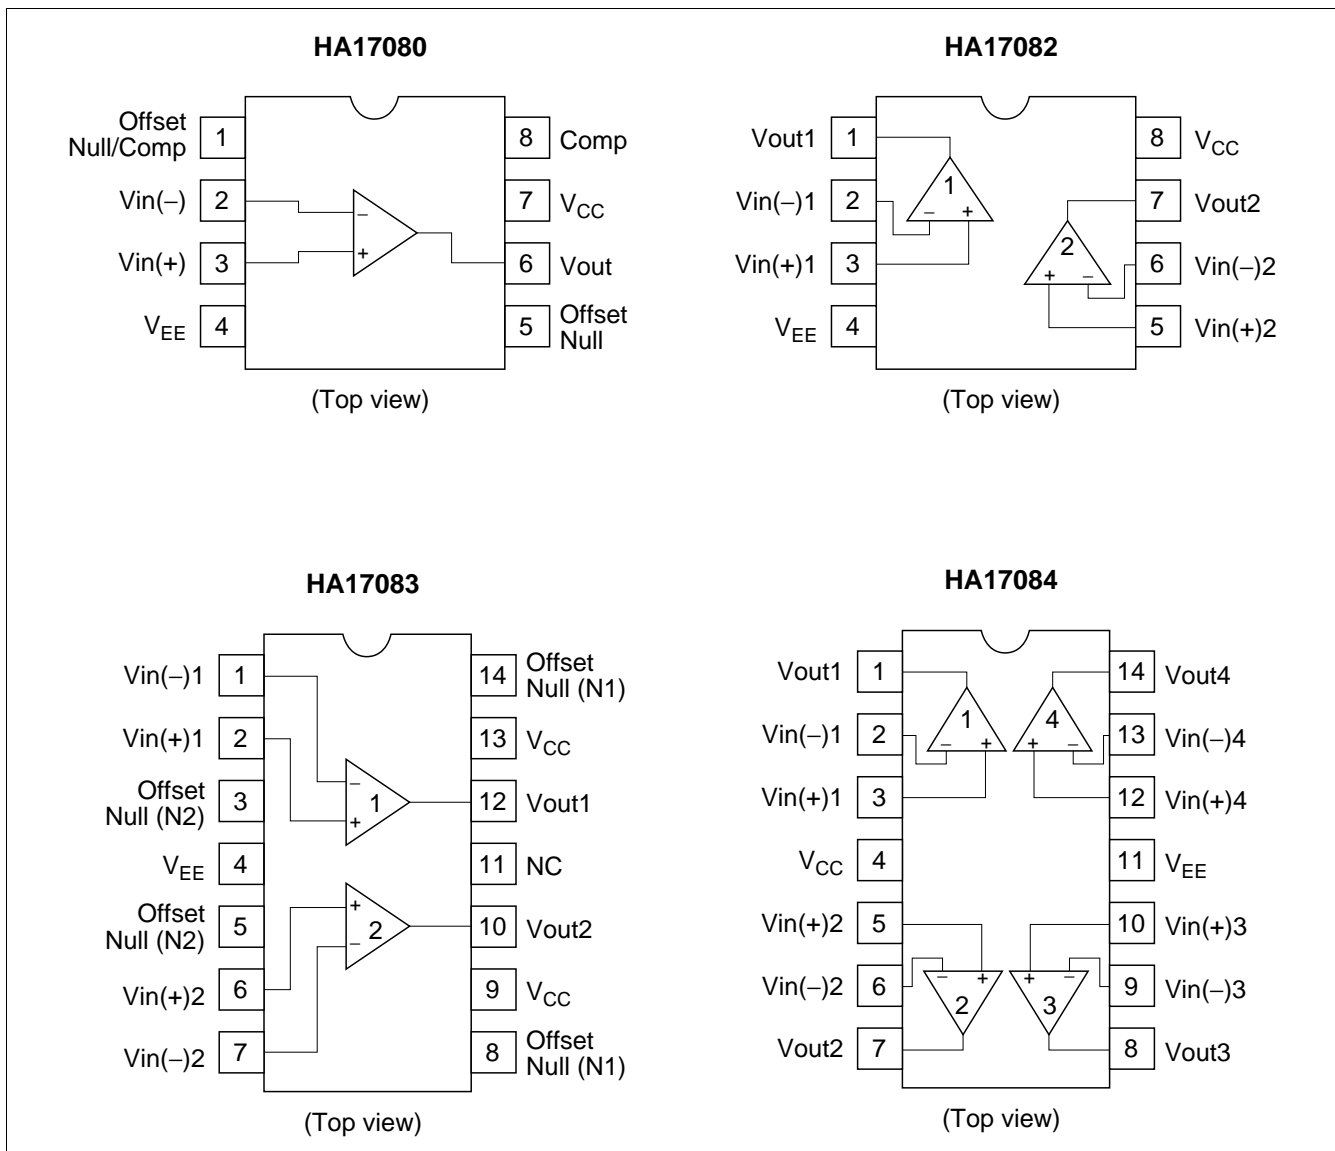 HA17080
Offset
Null/Comp
1
8
Comp
Vin(−)
2
7
VCC
−
Vin(+)
3
6
Vout
+
VEE
4
5
Offset
Null
(Top view)
HA17082
Vout1
1
8
VCC
1
Vin(−)1
2
7
Vout2
− +
2
Vin(+)1
3
6
Vin(−)2
+ −
VEE
4
5
Vin(+)2
(Top view)
HA17083
Vin(−)1
1
14
Offset
Null (N1)
Vin(+)1
2
13
VCC
−
Offset
Null (N2)
3
1
12
Vout1
+
VEE
4
11
NC
+
Offset
Null (N2)
5
2
10
Vout2
−
Vin(+)2
6
9
VCC
Vin(−)2
7
8
Offset
Null (N1)
(Top view)
HA17084
Vout1
1
14
Vout4
1
4
Vin(−)1
2
13
Vin(−)4
− +
+ −
Vin(+)1
3
12
Vin(+)4
VCC
4
11
VEE
Vin(+)2
5
10
Vin(+)3
− +
+ −
Vin(−)2
6
9
Vin(−)3
2
3
Vout2
7
8
Vout3
(Top view)